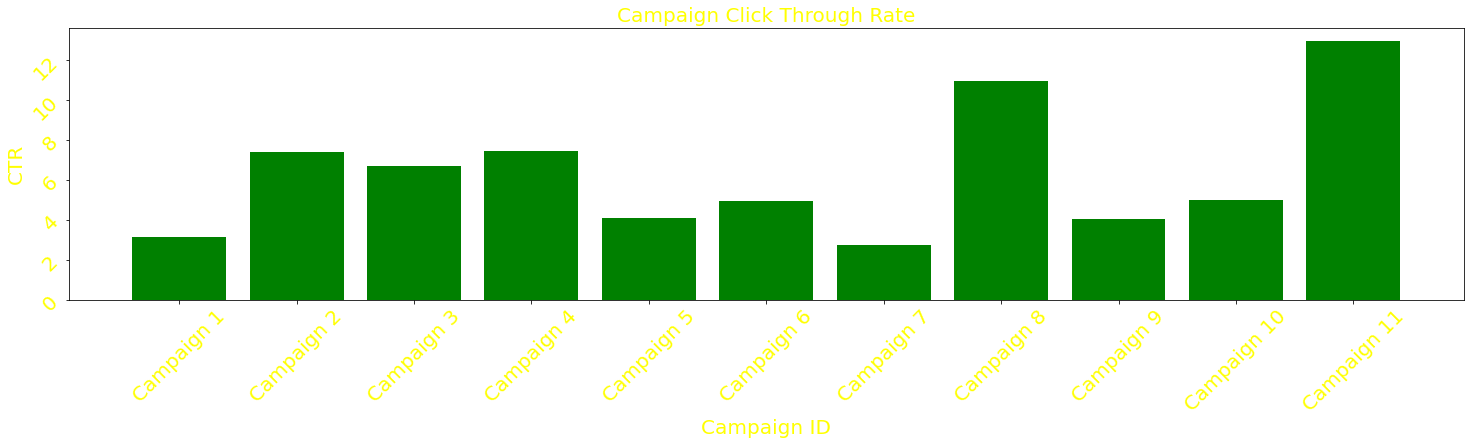 Campaign Click Through Rate
12
10
8
6
4
2
0
CTR
Campaign 1
Campaign 2
Campaign 3
Campaign 4
Campaign 5
Campaign 6
Campaign 7
Campaign 8
Campaign 9
Campaign 10
Campaign 11
Campaign ID